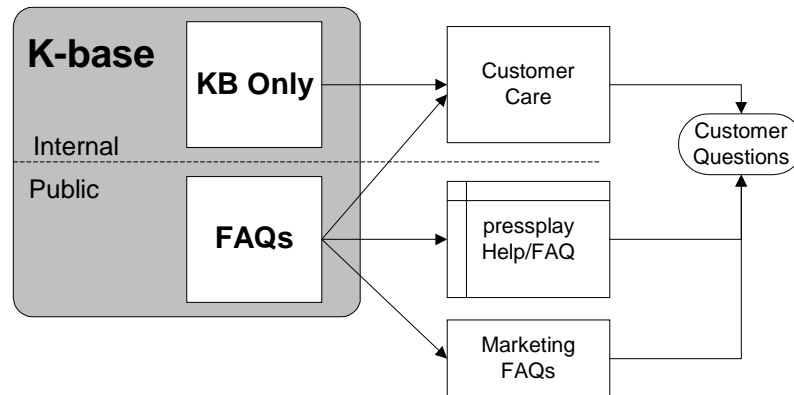 K-base
KB Only
Internal
Public
FAQs
Customer
Care
pressplay
Help/FAQ
Marketing
FAQs
Customer
Questions